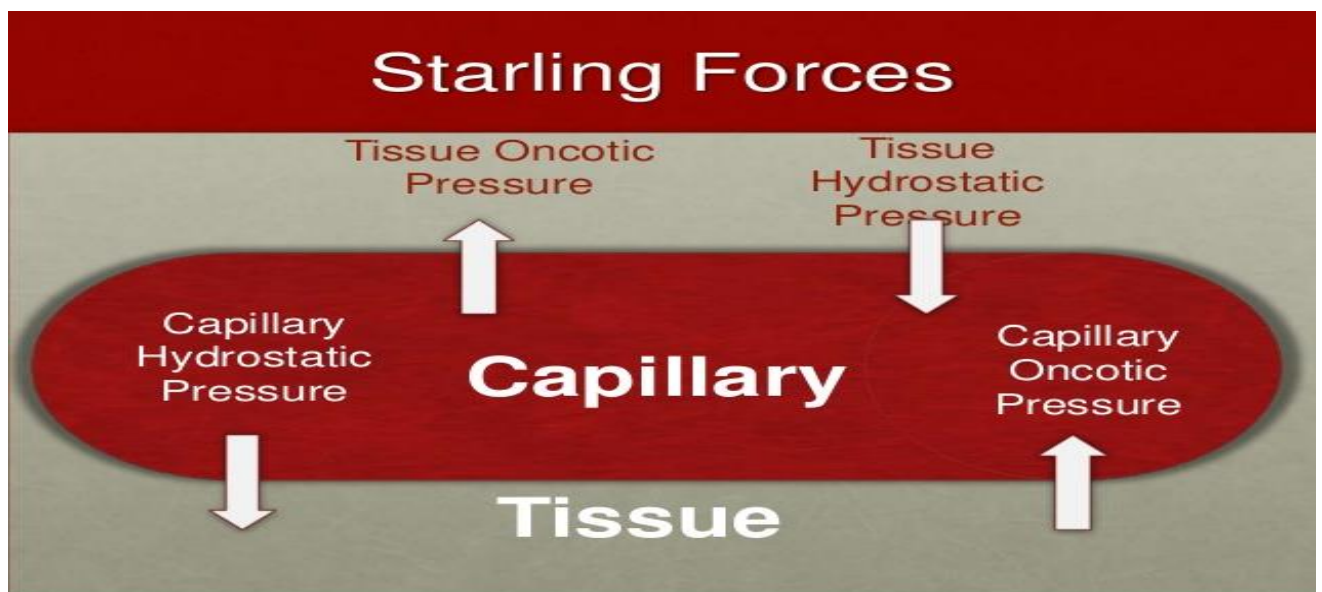 Starling Forces
Tissue Oncotic
Pressure
Tissue
Hydrostatic
Pressure
Capillary
Hydrostatic
Pressure
Capillary
Capillary
Oncotic
Pressure
Tissue